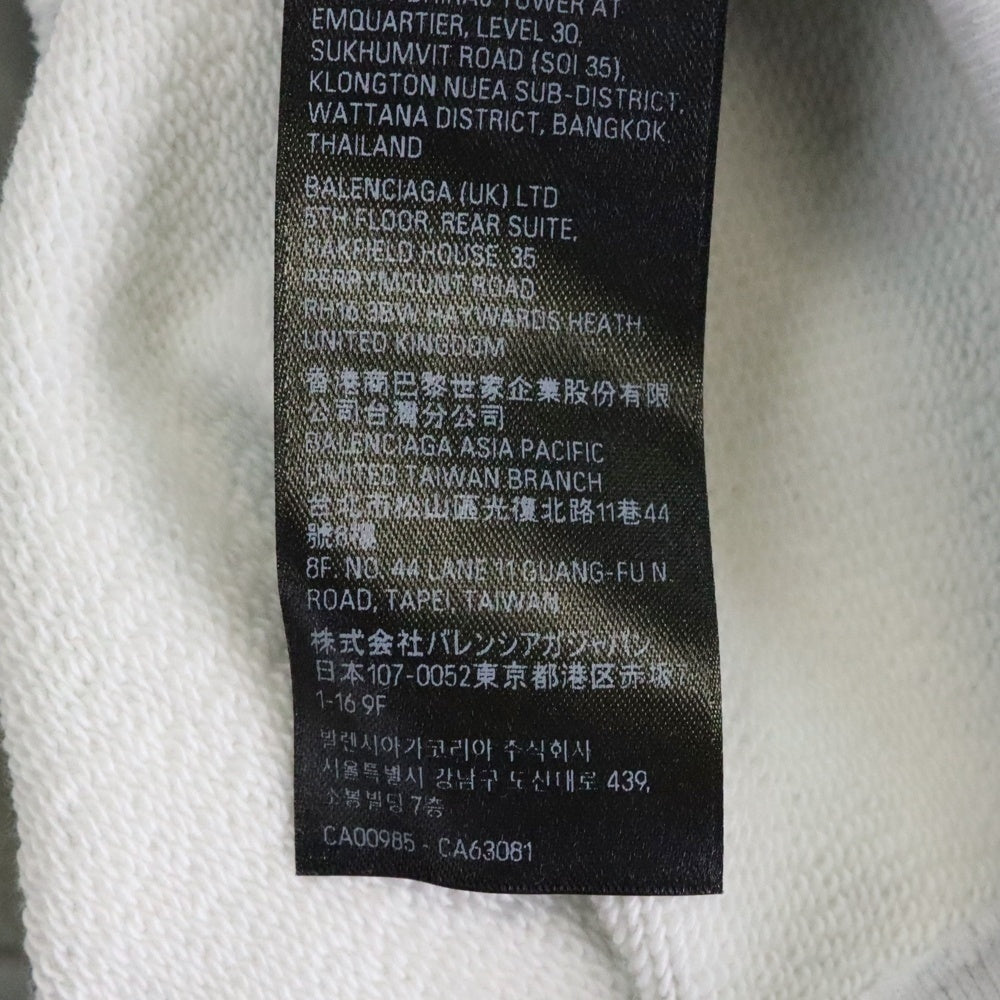 TOWER AT
EMQUARTIER, LEVEL 30,
SUKHUMVIT ROAD (SOI 35),
KLONGTON NUEA SUB-DISTRICT,
WATTANA DISTRICT, BANGKOK
THAILAND
BALENCIAGA (UK) LTD
5TH FLOOR, REAR SUITE,
OAKFIELD HOUSE, 35
PERRYMOUNT ROAD
RH16 3BW, HAYWARDS HEATH,
UNITED KINGDOM
香港商巴黎世家企業股份有限
公司台灣分公司
BALENCIAGA ASIA PACIFIC
LIMITED TAIWAN BRANCH
台北市松山區光復北路11巷44
號8樓
8F. NO. 44 LANE 11 GUANG-FU N.
ROAD, TAPEI, TAIWAN
株式会社バレンシアガジャパン
日本107-0052東京都港区赤坂7
1-16 9F
발렌시아가코리아 주식회사
서울특별시 강남구 도산대로 439,
소봉빌딩 7층
CA00985 - CA63081